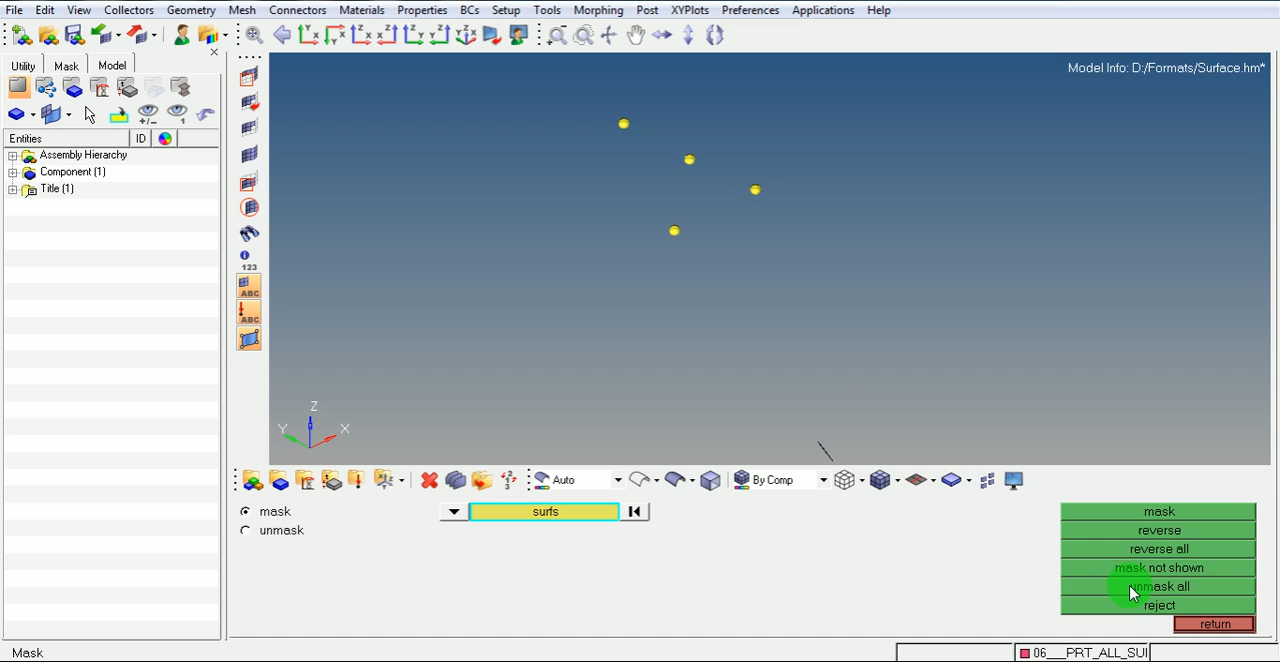 File Edit View Collectors Geometry Mesh Connectors Materials Properties BCs Setup Tools Morphing Post XYPlots Preferences Applications Help
Utility Mask Model
Model Info: D:/Formats/Surface.hm*
Entities ID
Assembly Hierarchy
Component (1)
Title (1)
1
123
ABC
ABC
Z
Y X
Auto By Comp
mask surfs mask
unmask reverse
reverse all
mask not shown
unmask all
reject
return
Mask 06___PRT_ALL_SUI